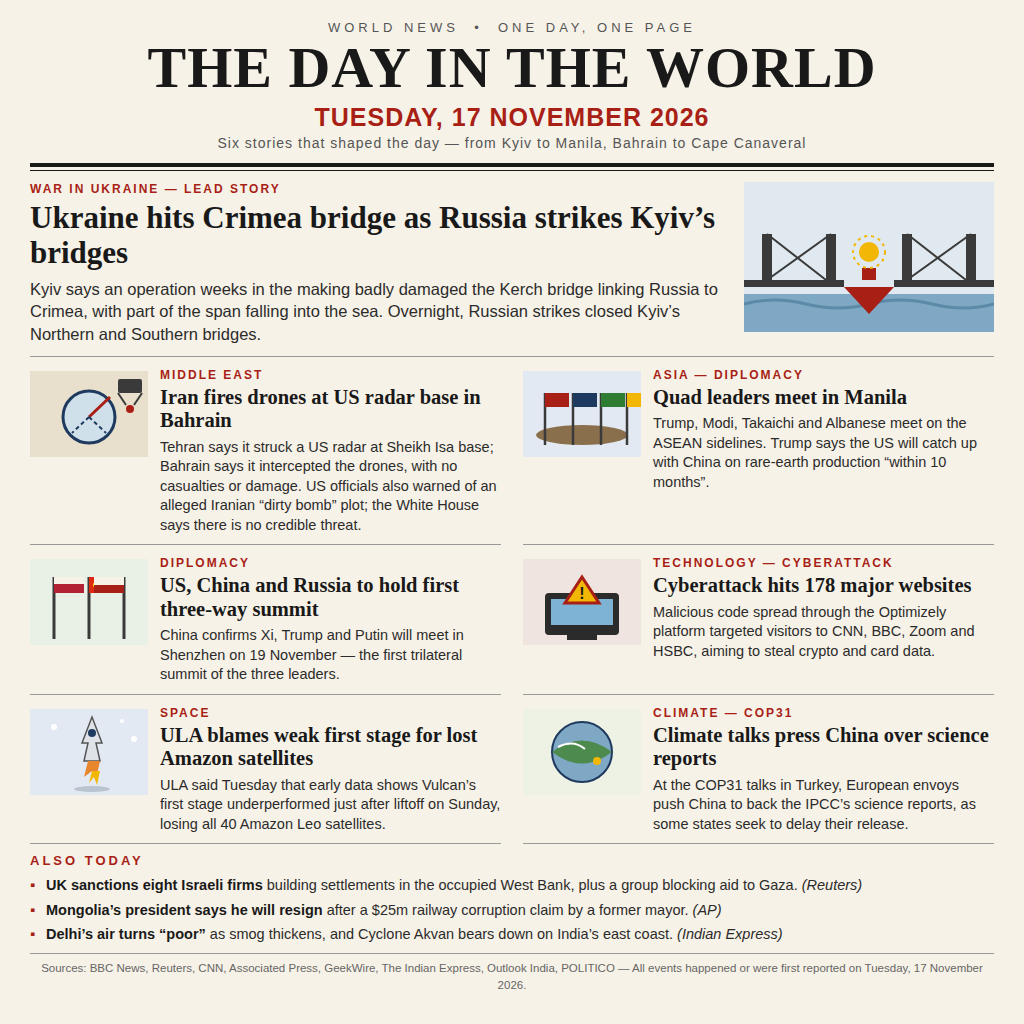 WORLD NEWS • ONE DAY, ONE PAGE
THE DAY IN THE WORLD
TUESDAY, 17 NOVEMBER 2026
Six stories that shaped the day — from Kyiv to Manila, Bahrain to Cape Canaveral
WAR IN UKRAINE — LEAD STORY
Ukraine hits Crimea bridge as Russia strikes Kyiv’s
bridges
Kyiv says an operation weeks in the making badly damaged the Kerch bridge linking Russia to
Crimea, with part of the span falling into the sea. Overnight, Russian strikes closed Kyiv’s
Northern and Southern bridges.
MIDDLE EAST
Iran fires drones at US radar base in
Bahrain
Tehran says it struck a US radar at Sheikh Isa base;
Bahrain says it intercepted the drones, with no
casualties or damage. US officials also warned of an
alleged Iranian “dirty bomb” plot; the White House
says there is no credible threat.
ASIA — DIPLOMACY
Quad leaders meet in Manila
Trump, Modi, Takaichi and Albanese meet on the
ASEAN sidelines. Trump says the US will catch up
with China on rare-earth production “within 10
months”.
DIPLOMACY
US, China and Russia to hold first
three-way summit
China confirms Xi, Trump and Putin will meet in
Shenzhen on 19 November — the first trilateral
summit of the three leaders.
!
TECHNOLOGY — CYBERATTACK
Cyberattack hits 178 major websites
Malicious code spread through the Optimizely
platform targeted visitors to CNN, BBC, Zoom and
HSBC, aiming to steal crypto and card data.
SPACE
ULA blames weak first stage for lost
Amazon satellites
ULA said Tuesday that early data shows Vulcan’s
first stage underperformed just after liftoff on Sunday,
losing all 40 Amazon Leo satellites.
CLIMATE — COP31
Climate talks press China over science
reports
At the COP31 talks in Turkey, European envoys
push China to back the IPCC’s science reports, as
some states seek to delay their release.
ALSO TODAY
▪ UK sanctions eight Israeli firms building settlements in the occupied West Bank, plus a group blocking aid to Gaza. (Reuters)
▪ Mongolia’s president says he will resign after a $25m railway corruption claim by a former mayor. (AP)
▪ Delhi’s air turns “poor” as smog thickens, and Cyclone Akvan bears down on India’s east coast. (Indian Express)
Sources: BBC News, Reuters, CNN, Associated Press, GeekWire, The Indian Express, Outlook India, POLITICO — All events happened or were first reported on Tuesday, 17 November
2026.